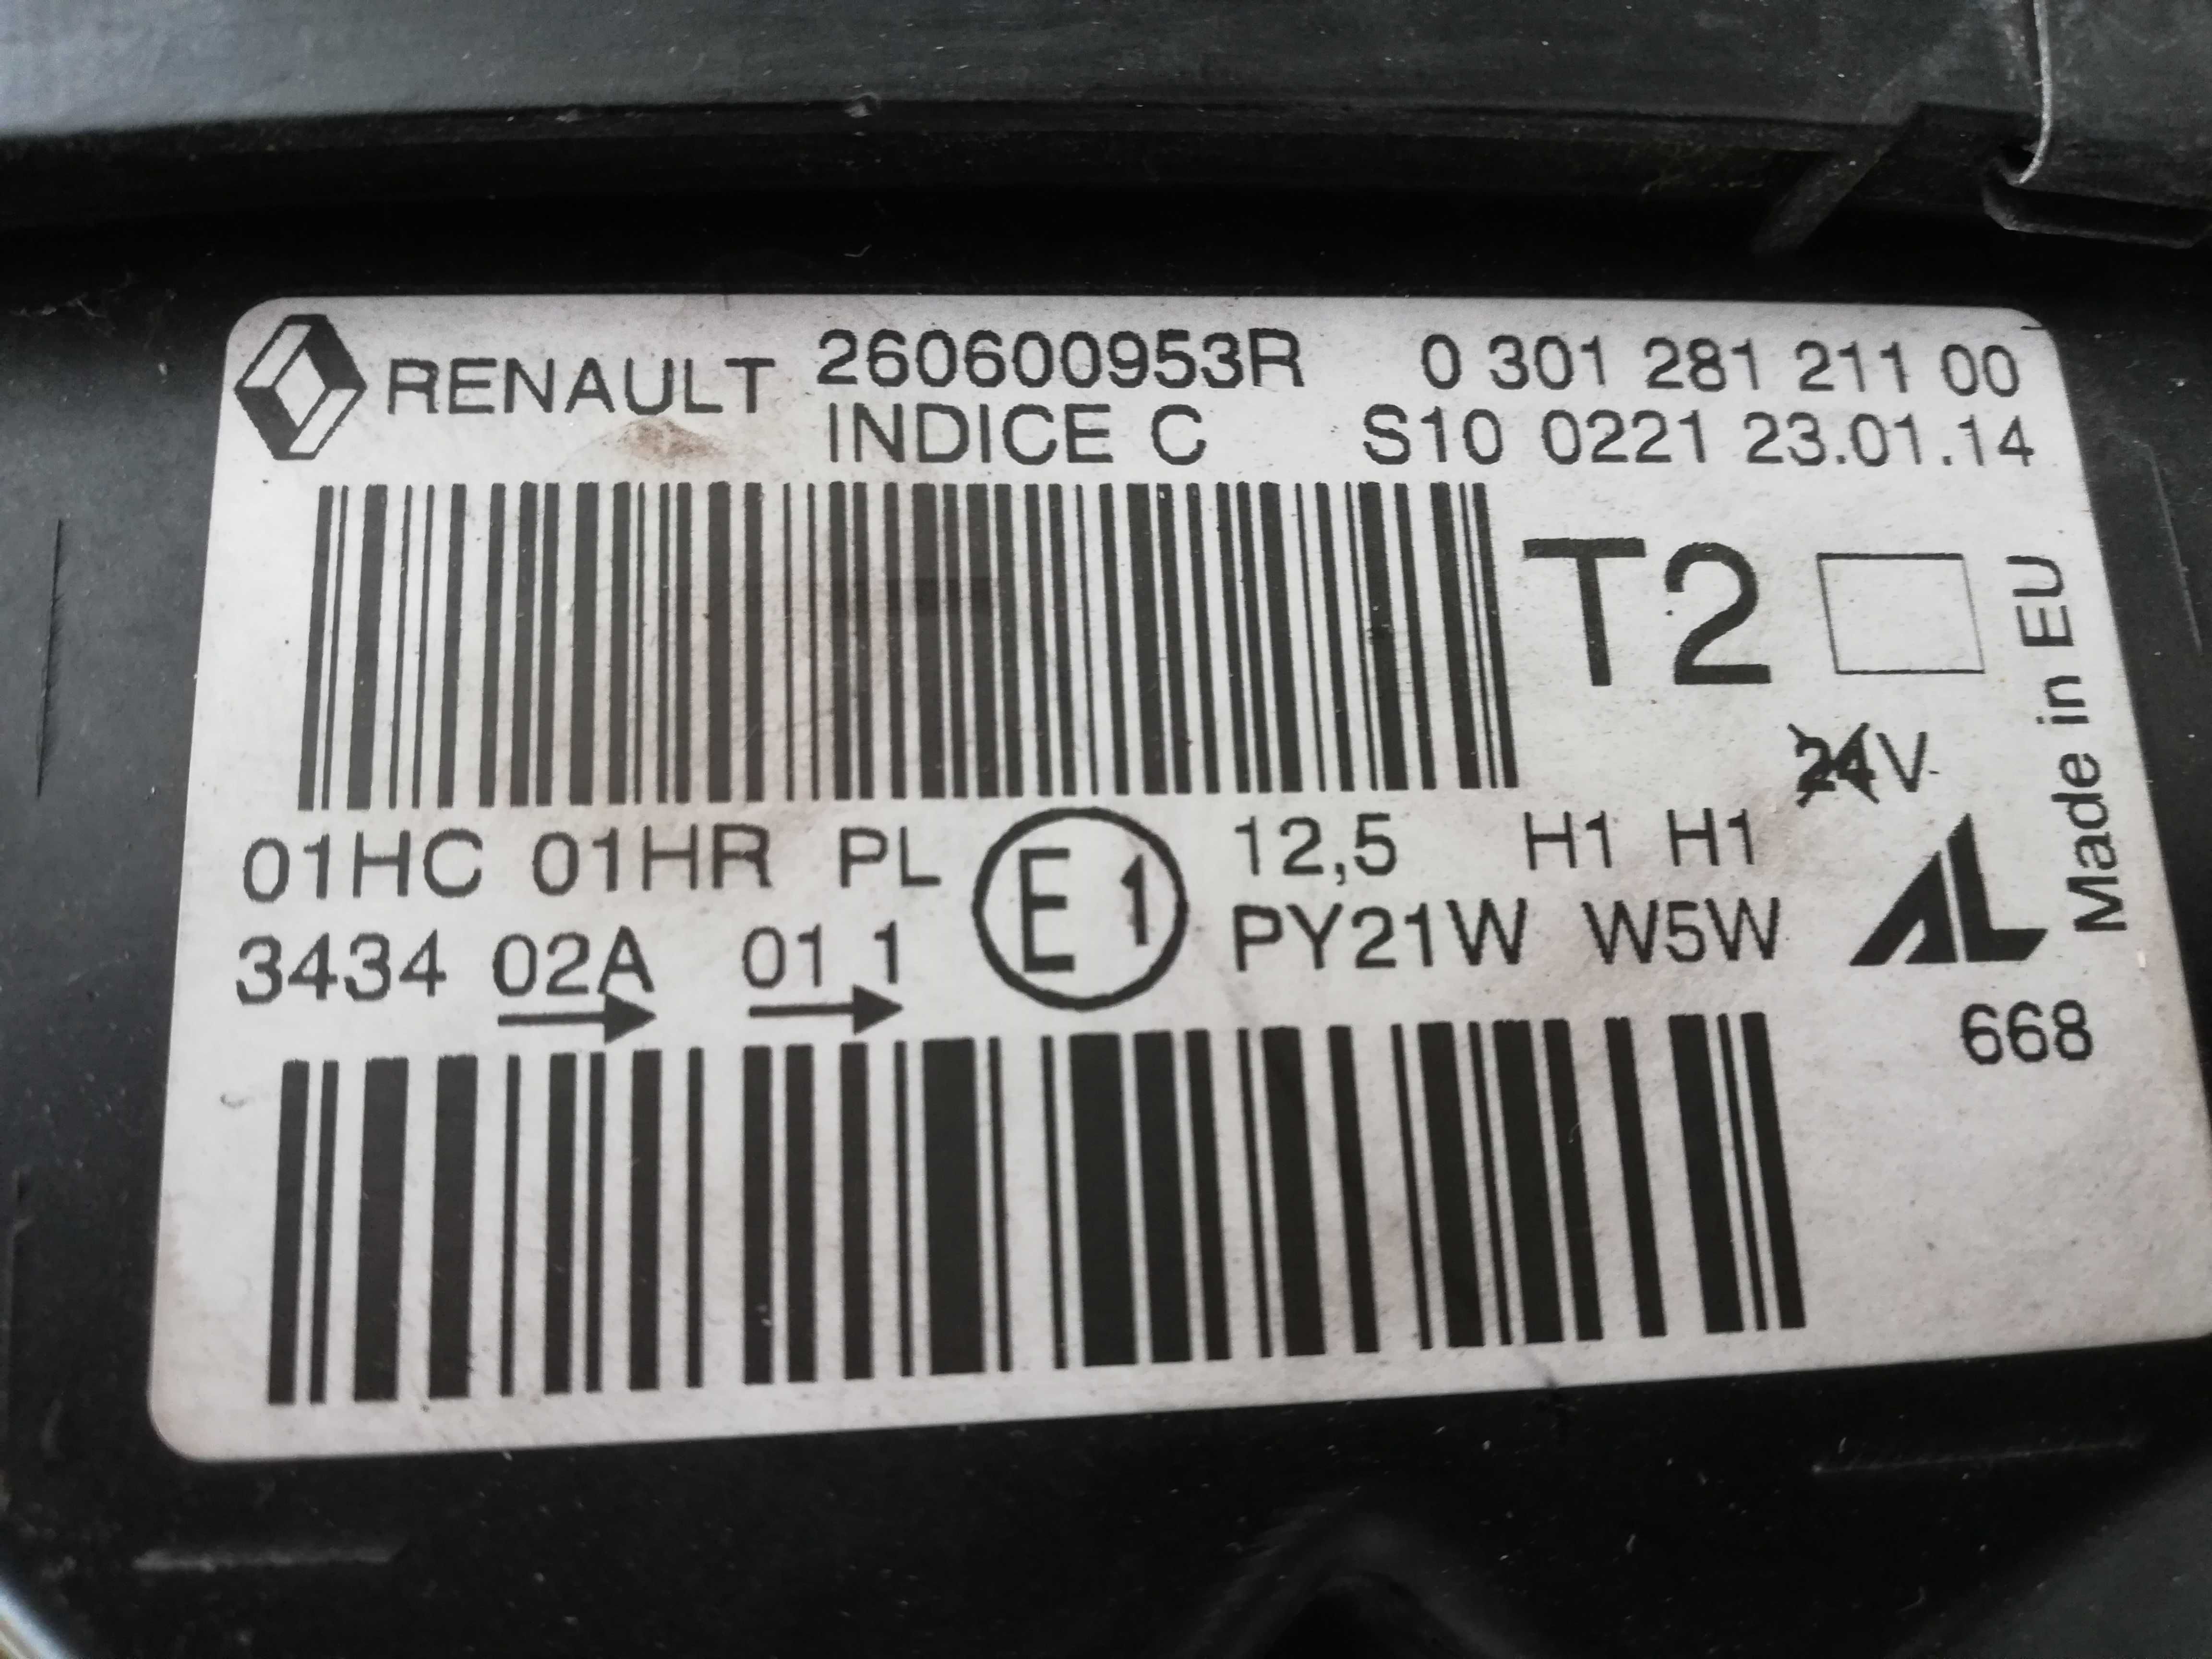 RENAULT 260600953R 0 301 281 211 00
INDICE C S10 0221 23.01.14
T2
Made in EU
24V
01HC 01HR PL E1 12,5 H1 H1
3434 02A 01 1 PY21W W5W
AL
668